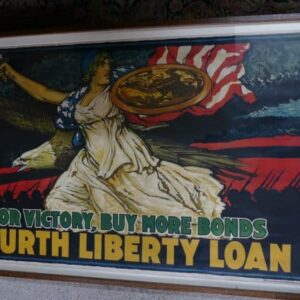 OR VICTORY, BUY MORE BONDS
URTH LIBERTY LOAN